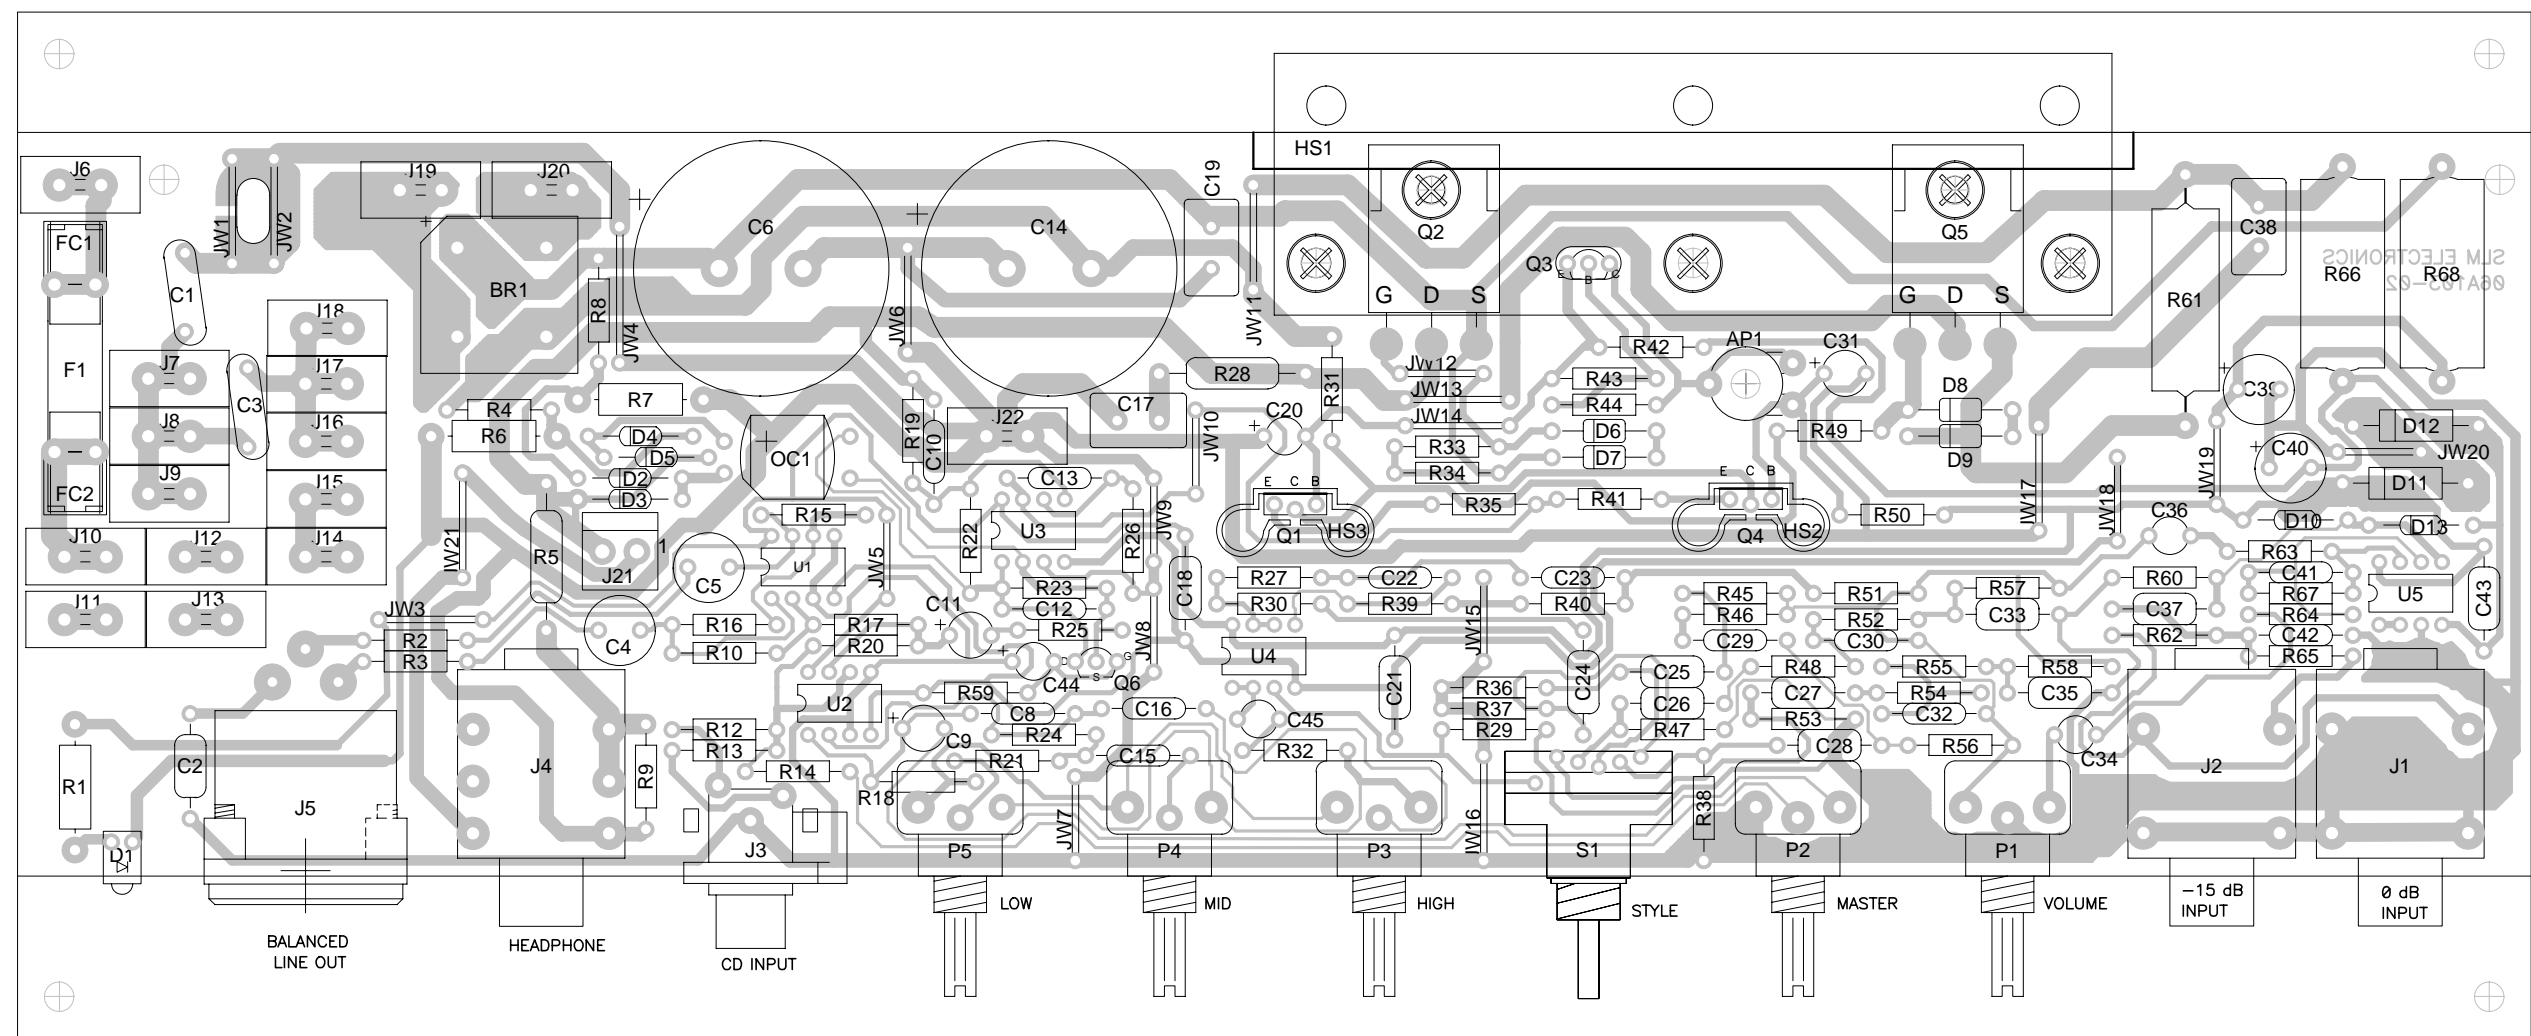 J6
J19
J20
C19
HS1
JW1
JW2
Q2
Q5
C6
C14
C38
FC1
Q3
E
B
C
SLM ELECTRONICS
06AT03-02
R66
R68
BR1
C1
R8
JW4
JW6
JW11
G D S
G D S
R61
J18
F1
J7
J17
R42
AP1
C31
JW12
R28
R43
JW13
R31
D8
C3
R7
R44
C39
R4
C17
C20
JW14
J8
J16
R6
D4
R19
C10
J22
JW10
D6
R49
D12
R33
D9
C40
JW20
D5
OC1
D7
FC2
J9
J15
D2
C13
R34
E C B
E C B
D11
JW19
D3
R35
R41
JW17
JW18
R15
R50
C36
D10
D13
J10
J12
J14
JW21
R5
1
J21
C5
U1
JW5
R22
U3
R26
JW9
Q1
HS3
Q4
HS2
R63
R27
C22
C23
R60
C41
R23
R45
R51
R57
R67
U5
C43
J11
J13
JW3
C12
C18
R30
R39
R40
C11
R46
C33
C37
R64
R16
R17
R25
JW8
JW15
R52
R2
C4
R20
C29
C30
R62
C42
R3
R10
U4
R65
D
G
S
C44
Q6
C21
C24
C25
R48
R55
R58
R59
R36
C27
R54
C35
U2
C26
C8
C16
R37
C45
R53
C32
R12
R24
R29
R47
C9
R13
R32
C28
R56
C34
R1
C2
J4
R9
R14
R21
C15
J2
J1
J5
R18
R38
JW7
JW16
D1
J3
P5
P4
P3
S1
P2
P1
LOW
MID
HIGH
STYLE
MASTER
VOLUME
-15 dB
INPUT
0 dB
INPUT
BALANCED
LINE OUT
HEADPHONE
CD INPUT